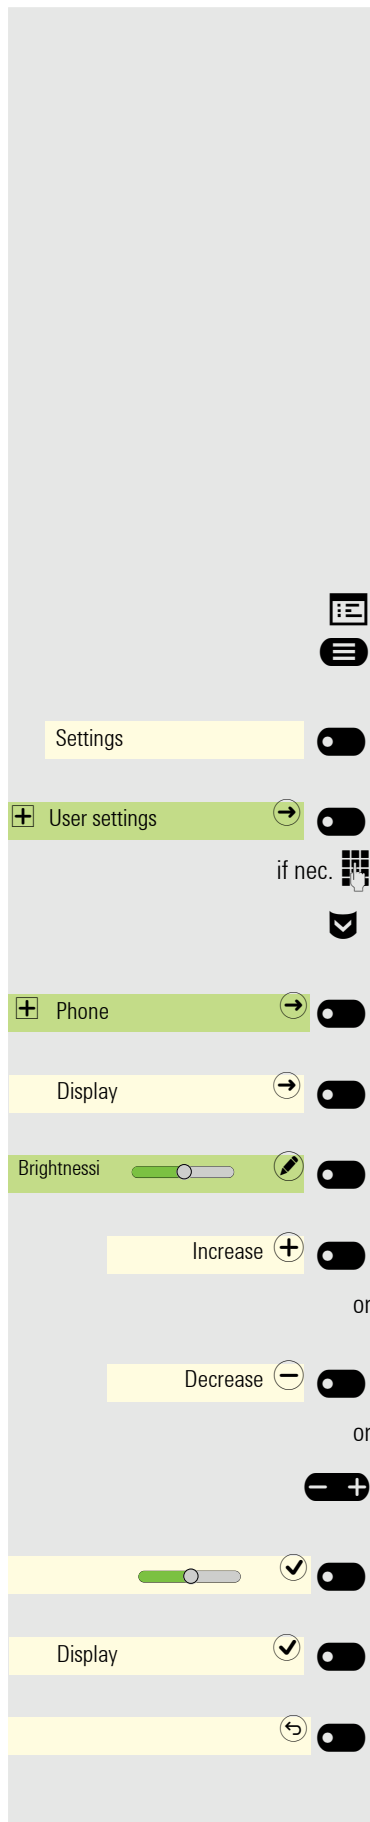 Settings
User settings
if nec.
Phone
Display
Brightnessi
Increase
or
Decrease
or
Display